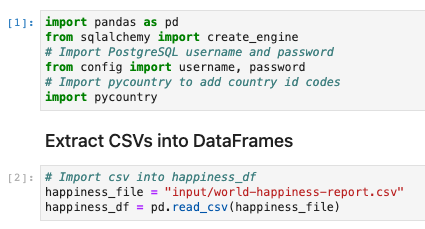 [1]: import pandas as pd
from sqlalchemy import create_engine
# Import PostgreSQL username and password
from config import username, password
# Import pycountry to add country id codes
import pycountry
Extract CSVs into DataFrames
[2]: # Import csv into happiness_df
happiness_file = "input/world-happiness-report.csv"
happiness_df = pd.read_csv(happiness_file)